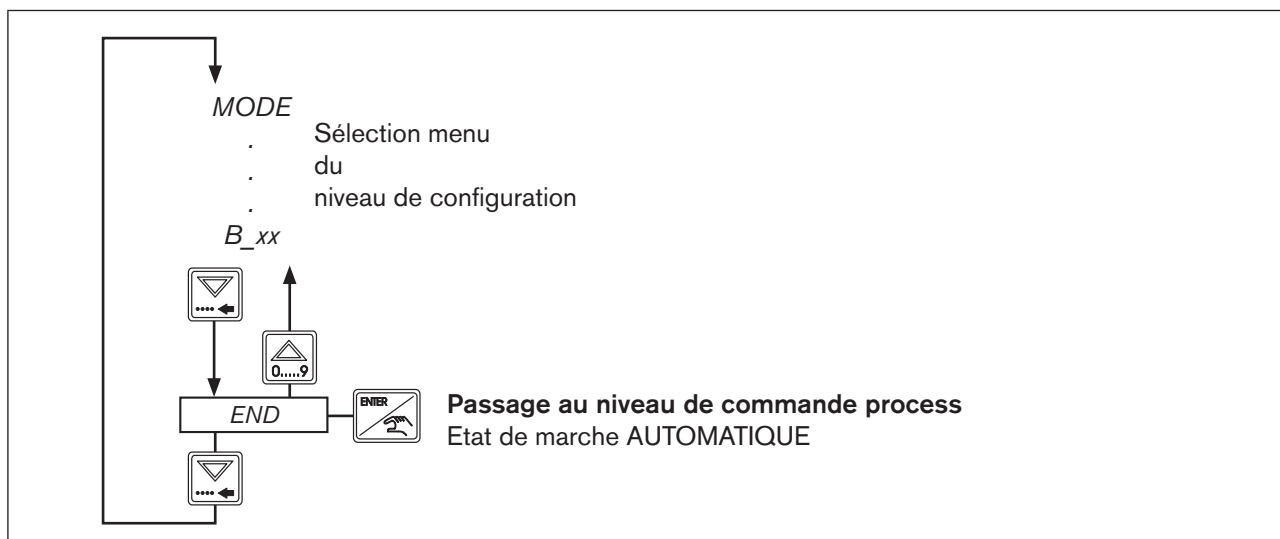 MODE
.
.
.
Sélection menu
du
niveau de configuration
B_xx
0.....9
END
ENTER
Passage au niveau de commande process
Etat de marche AUTOMATIQUE